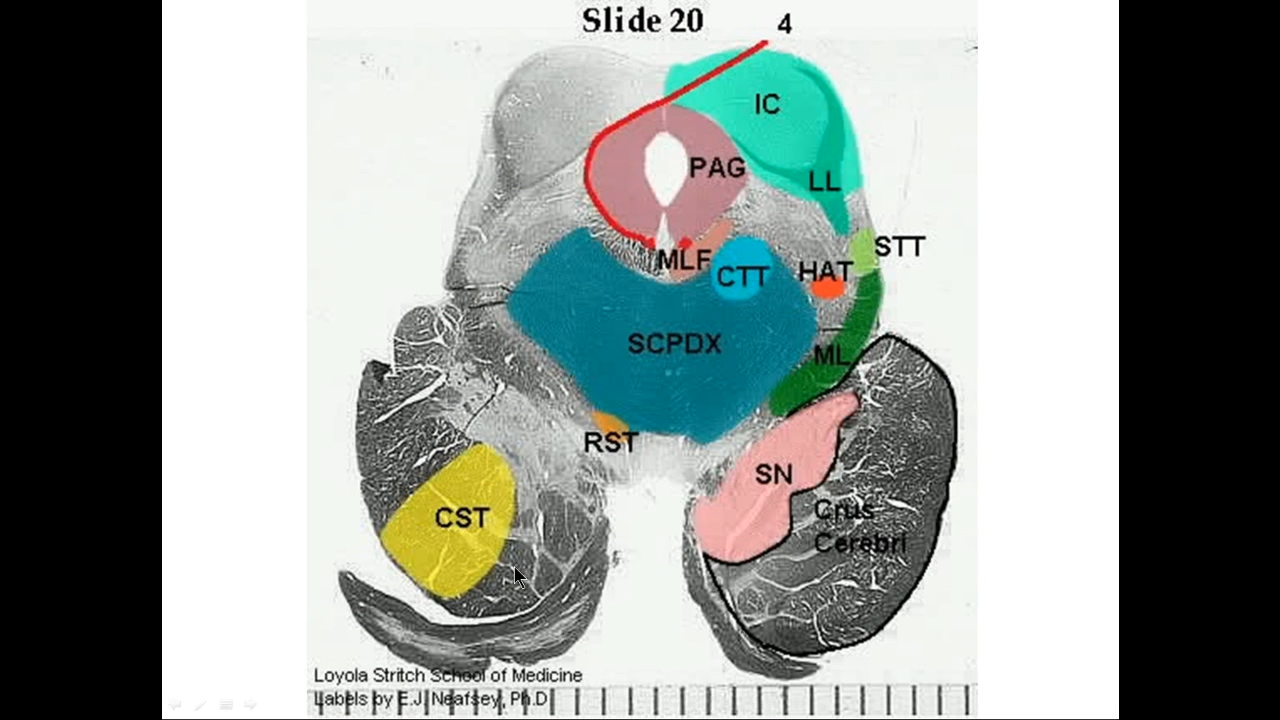 Slide 20
4
IC
PAG
LL
STT
MLF
CTT
HAT
SCPDX
ML
RST
SN
CST
Crus
Cerebri
Loyola Stritch School of Medicine
Labels by E.J. Neafsey, Ph.D